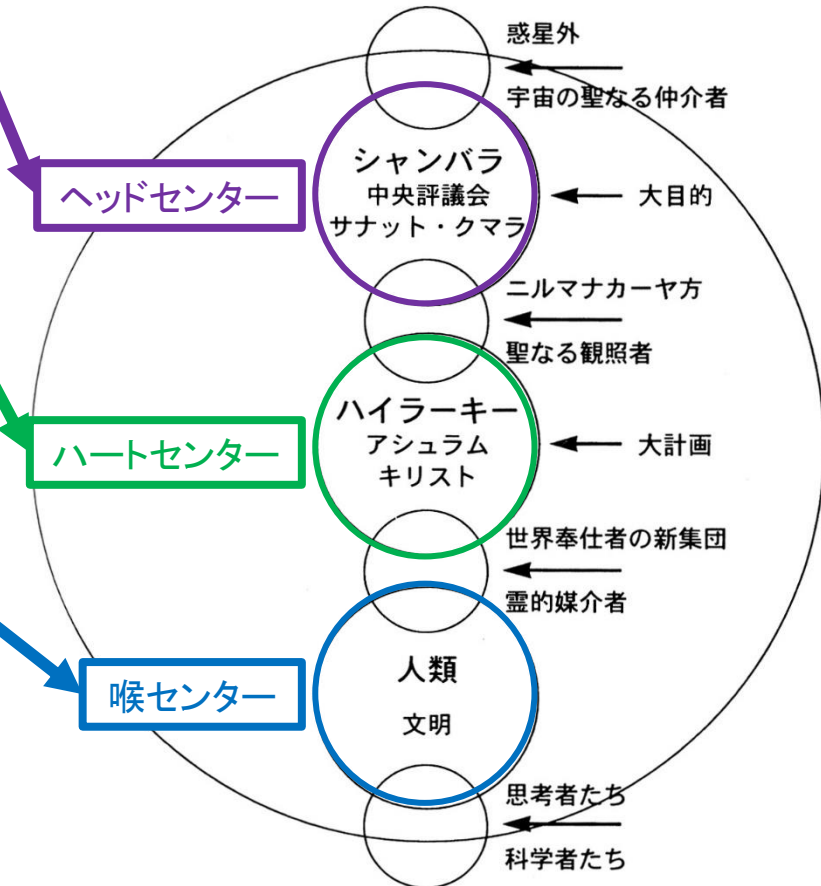 惑星外
宇宙の聖なる仲介者
シャンバラ
中央評議会
サナット・クマラ
ヘッドセンター
大目的
ニルマナカーヤ方
聖なる観照者
ハイラーキー
アシュラム
キリスト
ハートセンター
大計画
世界奉仕者の新集団
霊的媒介者
人類
文明
喉センター
思考者たち
科学者たち